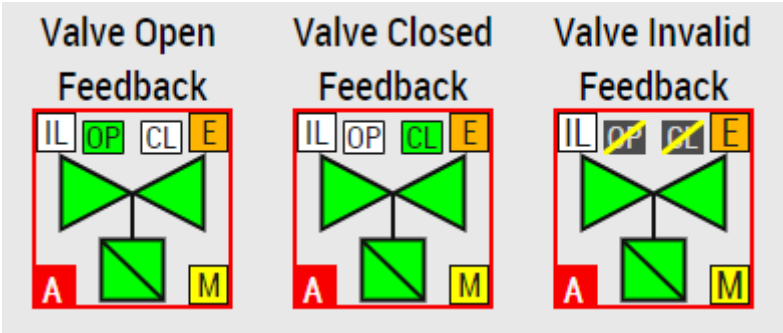 Valve Open Valve Closed Valve Invalid
Feedback Feedback Feedback
IL OP CL E IL OP CL E IL OP CL E
A M A M A M